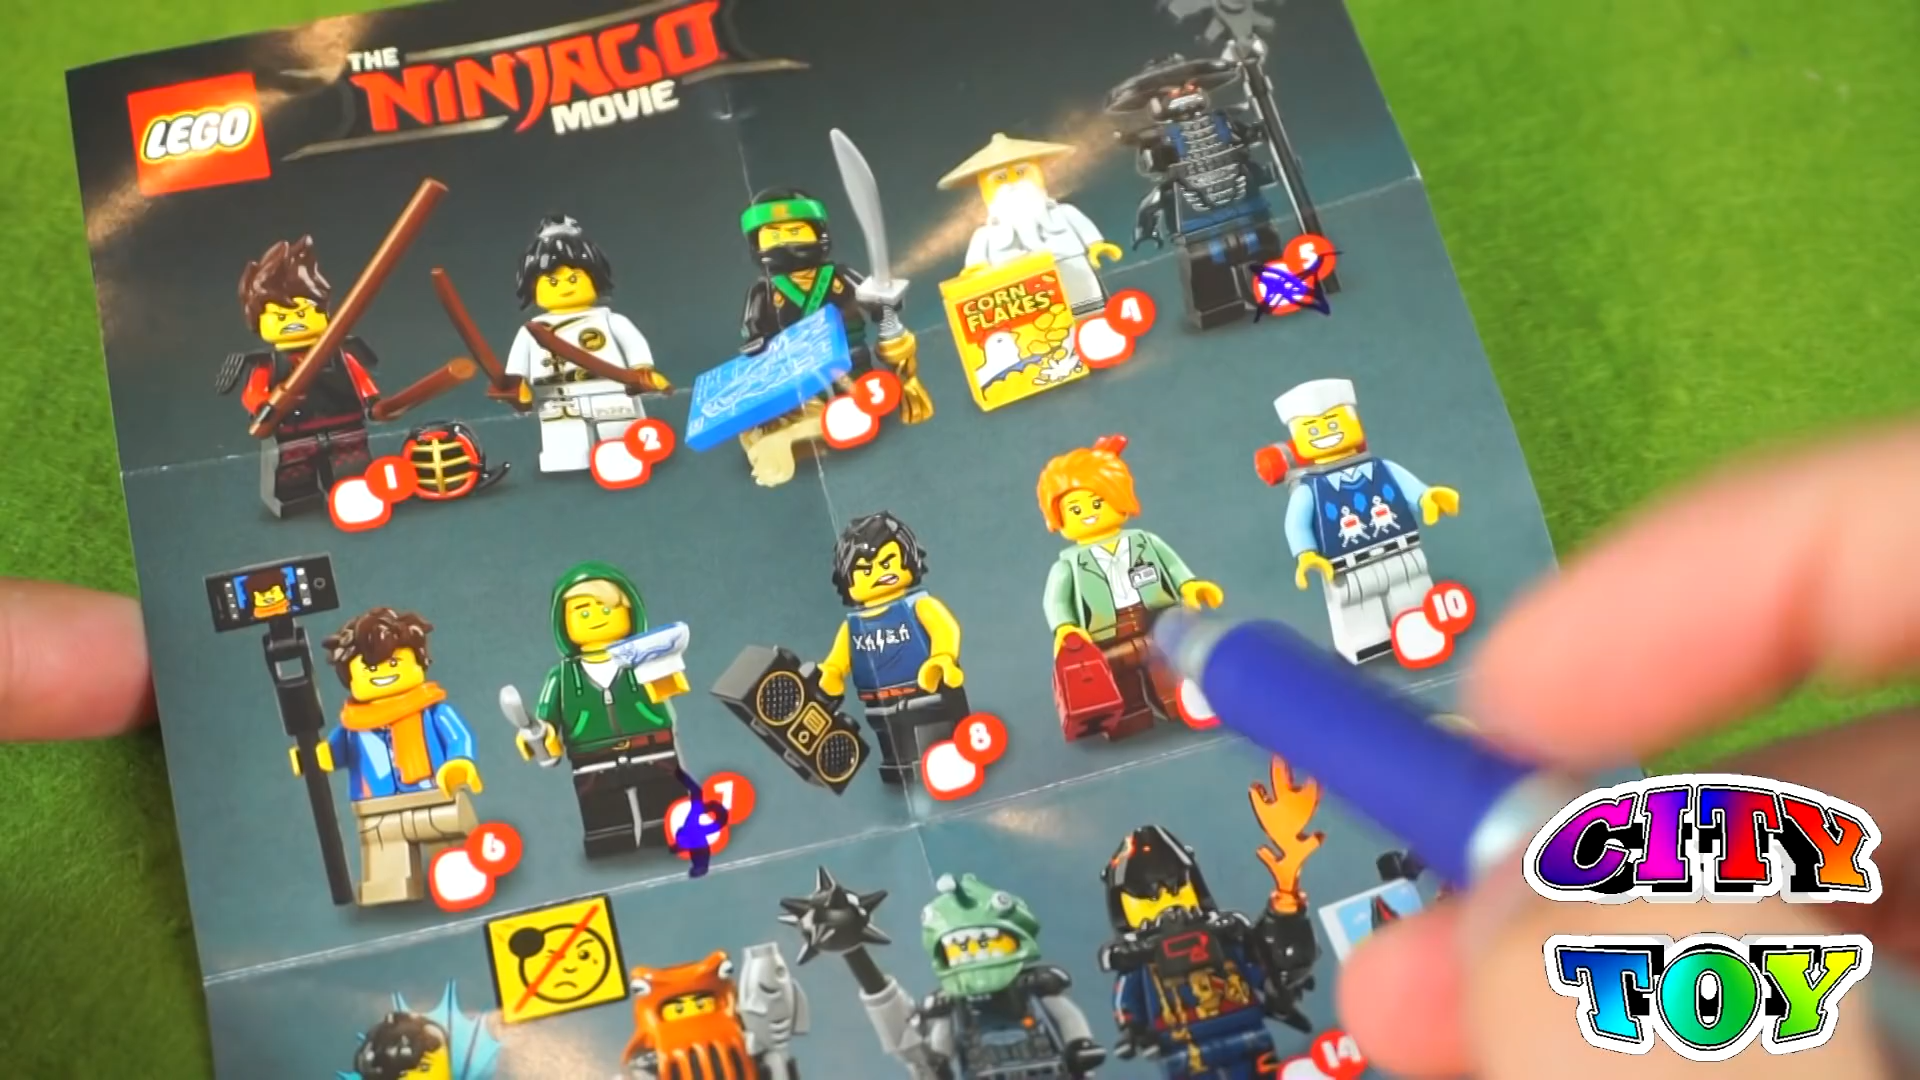 LEGO
THE
NINJAGO
MOVIE
1
2
3
CORN
FLAKES
4
5
6
7
8
10
14
CITY
TOY